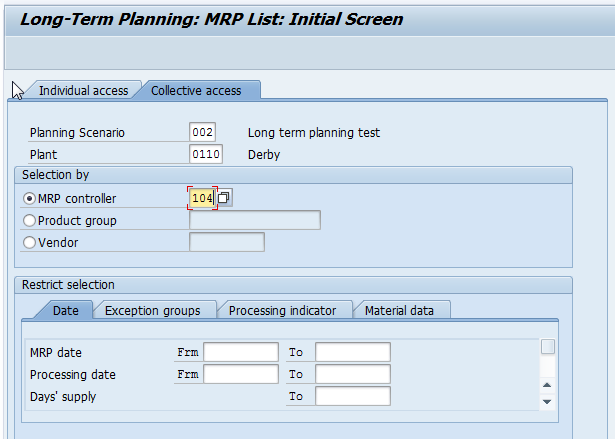 Long-Term Planning: MRP List: Initial Screen
Individual access Collective access
Planning Scenario 002 Long term planning test
Plant 0110 Derby
Selection by
MRP controller 104
Product group
Vendor
Restrict selection
Date Exception groups Processing indicator Material data
MRP date Frm To
Processing date Frm To
Days' supply To